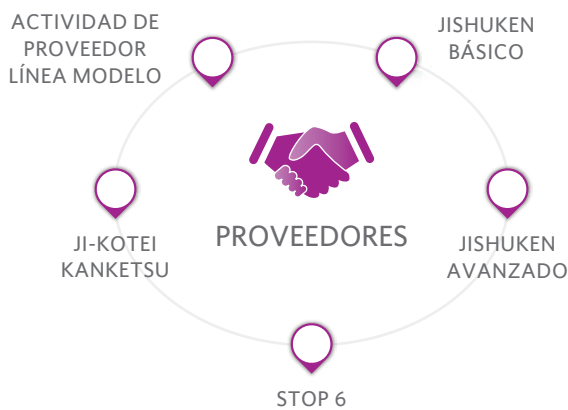 ACTIVIDAD DE
PROVEEDOR
LÍNEA MODELO
JISHUKEN
BÁSICO
PROVEEDORES
JI-KOTEI
KANKETSU
JISHUKEN
AVANZADO
STOP 6